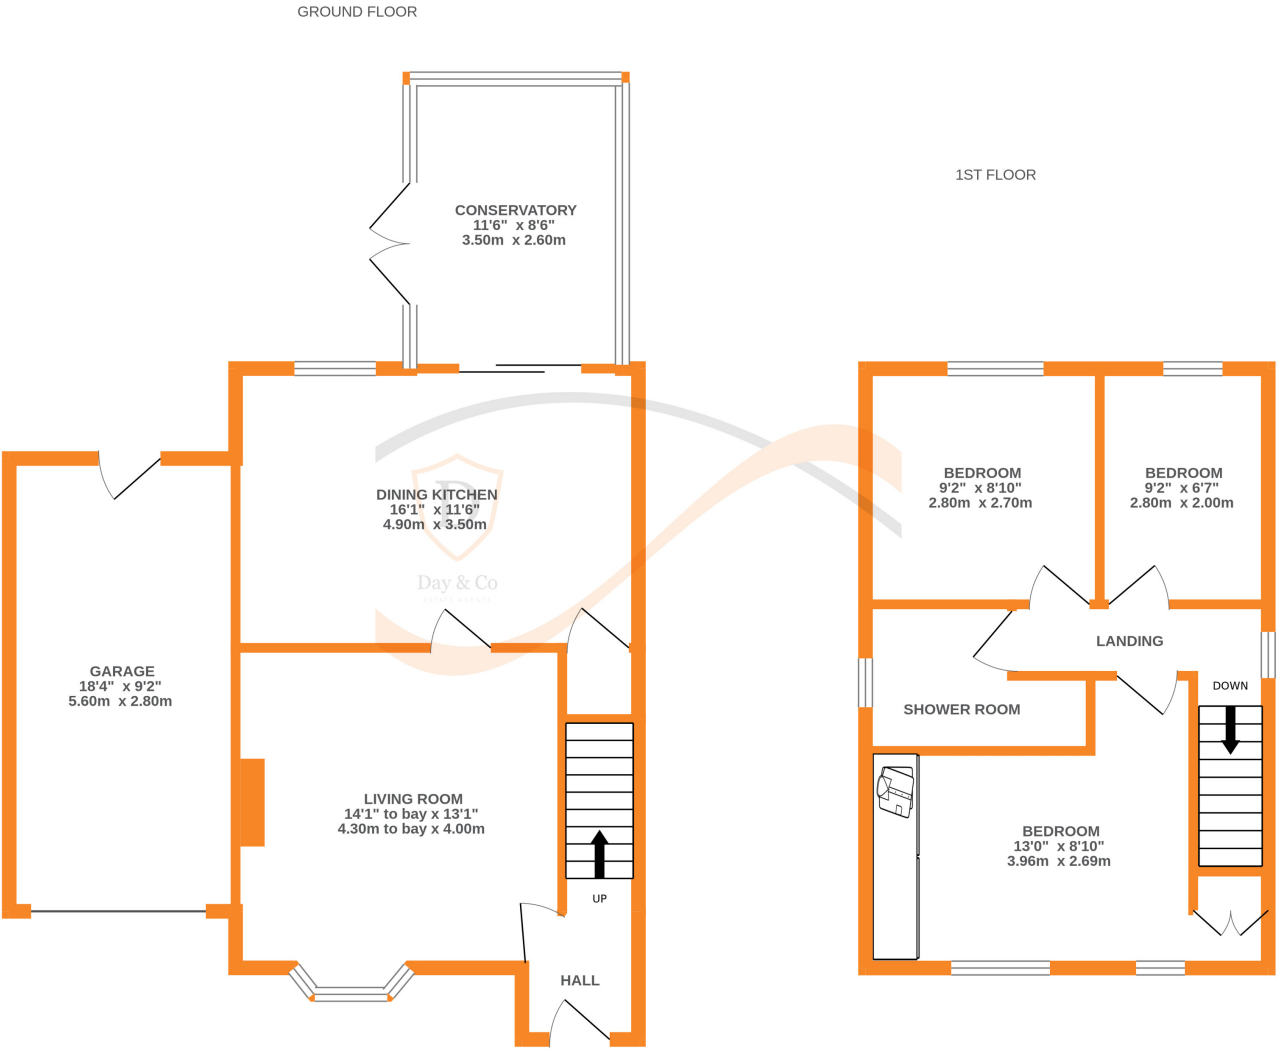 GROUND FLOOR
CONSERVATORY
11'6" x 8'6"
3.50m x 2.60m
DINING KITCHEN
16'1" x 11'6"
4.90m x 3.50m
D
Day & Co
ESTATE AGENTS
GARAGE
18'4" x 9'2"
5.60m x 2.80m
LIVING ROOM
14'1" to bay x 13'1"
4.30m to bay x 4.00m
UP
HALL
1ST FLOOR
BEDROOM
9'2" x 8'10"
2.80m x 2.70m
BEDROOM
9'2" x 6'7"
2.80m x 2.00m
LANDING
DOWN
SHOWER ROOM
BEDROOM
13'0" x 8'10"
3.96m x 2.69m